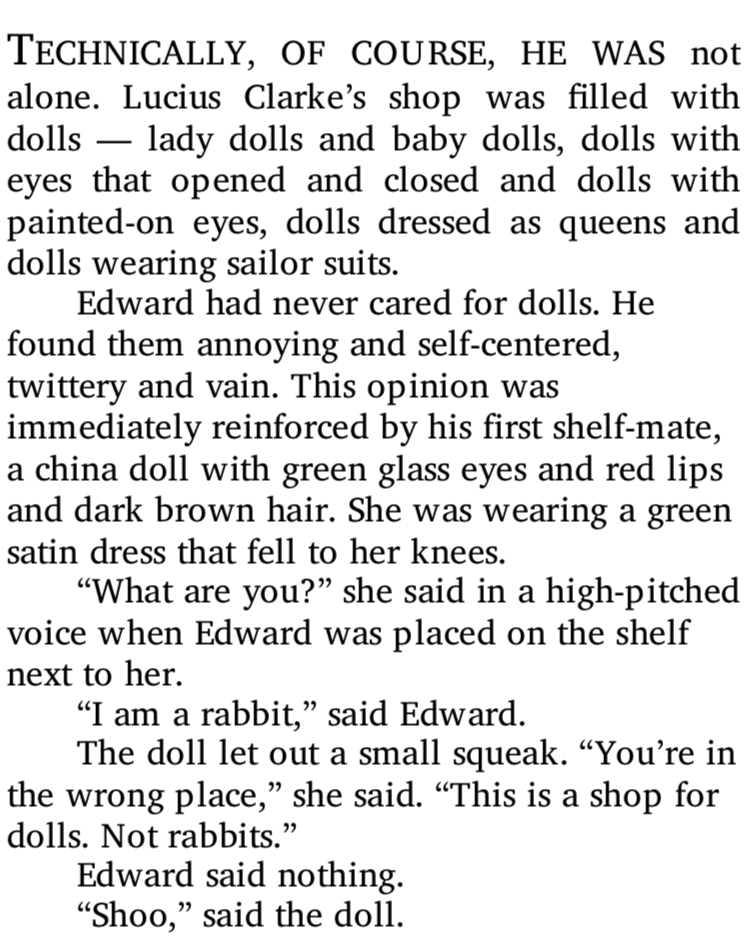 TECHNICALLY, OF COURSE, HE WAS not
alone. Lucius Clarke’s shop was filled with
dolls — lady dolls and baby dolls, dolls with
eyes that opened and closed and dolls with
painted-on eyes, dolls dressed as queens and
dolls wearing sailor suits.
Edward had never cared for dolls. He
found them annoying and self-centered,
twittery and vain. This opinion was
immediately reinforced by his first shelf-mate,
a china doll with green glass eyes and red lips
and dark brown hair. She was wearing a green
satin dress that fell to her knees.
“What are you?” she said in a high-pitched
voice when Edward was placed on the shelf
next to her.
“I am a rabbit,” said Edward.
The doll let out a small squeak. “You’re in
the wrong place,” she said. “This is a shop for
dolls. Not rabbits.”
Edward said nothing.
“Shoo,” said the doll.